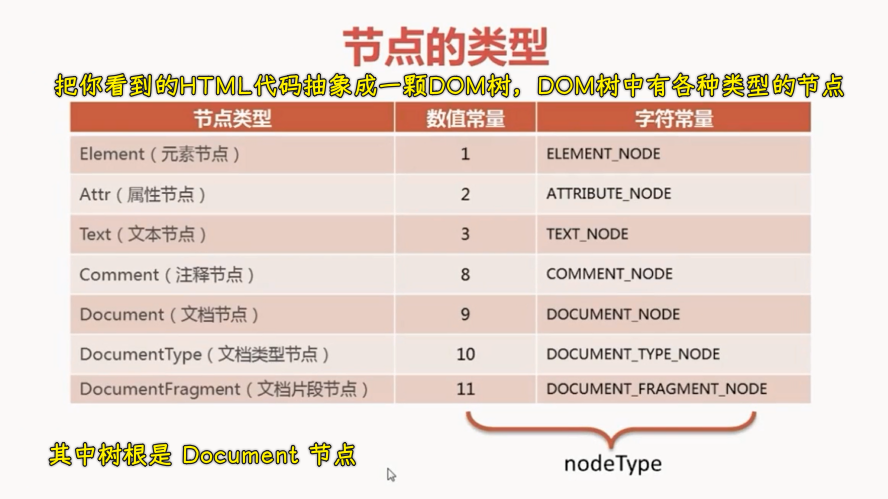 节点的类型
把你看到的HTML代码抽象成一颗DOM树，DOM树中有各种类型的节点
节点类型 数值常量 字符常量
Element（元素节点） 1 ELEMENT_NODE
Attr（属性节点） 2 ATTRIBUTE_NODE
Text（文本节点） 3 TEXT_NODE
Comment（注释节点） 8 COMMENT_NODE
Document（文档节点） 9 DOCUMENT_NODE
DocumentType（文档类型节点） 10 DOCUMENT_TYPE_NODE
DocumentFragment（文档片段节点） 11 DOCUMENT_FRAGMENT_NODE
其中树根是 Document 节点
nodeType